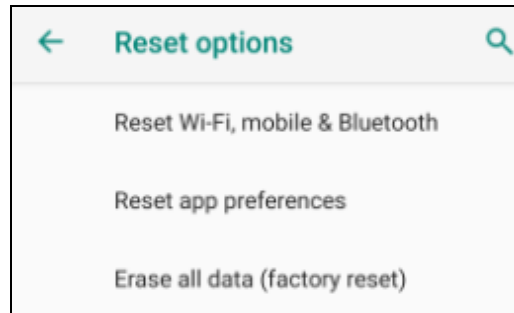 Reset options
Reset Wi-Fi, mobile & Bluetooth
Reset app preferences
Erase all data (factory reset)